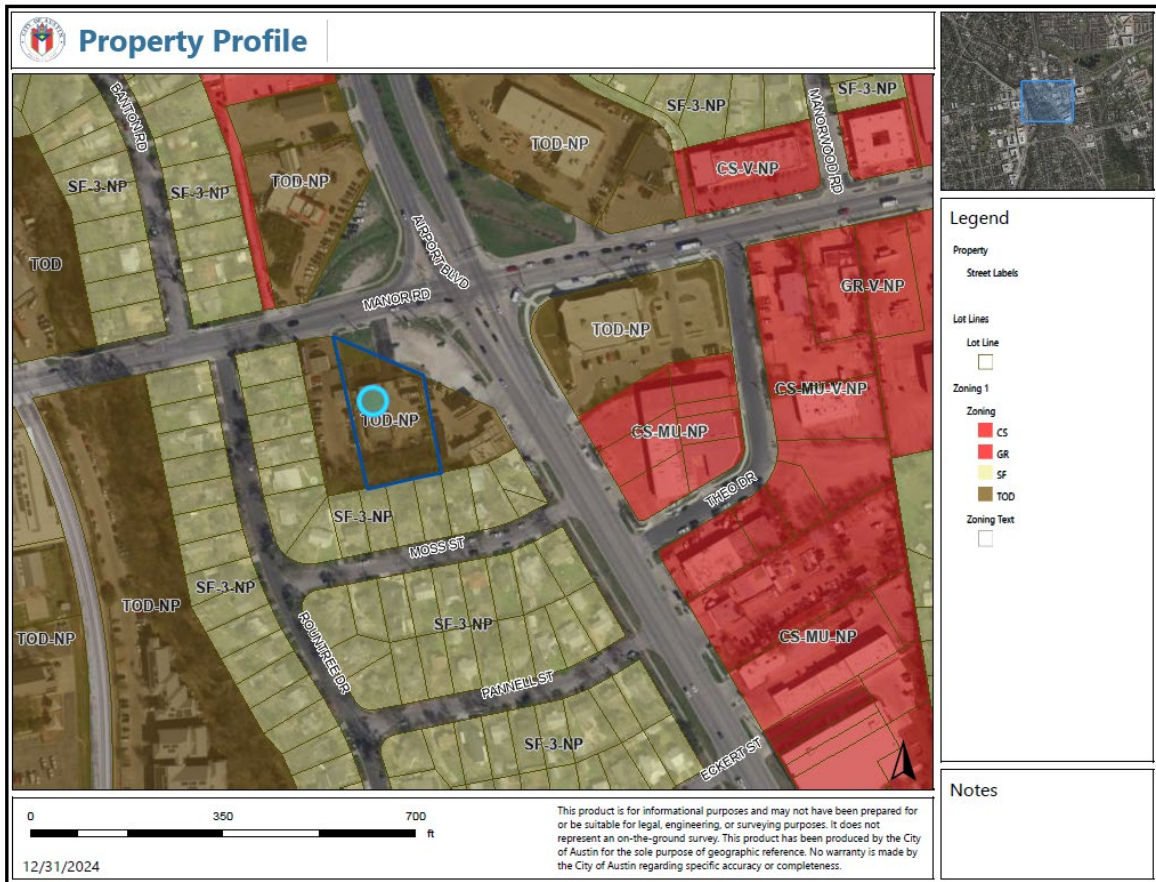 Property Profile
BANTON RD
SF-3-NP
MANORWOOD RD
SF-3-NP
TOD-NP
CS-V-NP
SF-3-NP
SF-3-NP
TOD-NP
AIRPORT BLVD
TOD
GR-V-NP
MANOR RD
TOD-NP
CS-MU-V-NP
TOD-NP
CS-MU-NP
THEO DR
SF-3-NP
MOSS ST
SF-3-NP
TOD-NP
SF-3-NP
TOD-NP
CS-MU-NP
ROUNTREE DR
PANNELL ST
SF-3-NP
ECKERT ST
Legend
Property
Street Labels
Lot Lines
Lot Line
Zoning 1
Zoning
CS
GR
SF
TOD
Zoning Text
Notes
0 350 700
ft
12/31/2024
This product is for informational purposes and may not have been prepared for
or be suitable for legal, engineering, or surveying purposes. It does not
represent an on-the-ground survey. This product has been produced by the City
of Austin for the sole purpose of geographic reference. No warranty is made by
the City of Austin regarding specific accuracy or completeness.